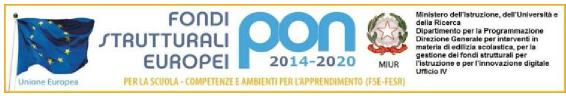 FONDI
STRUTTURALI
EUROPEI
pon
2014-2020
Unione Europea
MIUR
Ministero dell'Istruzione, dell'Università e
della Ricerca
Dipartimento per la Programmazione
Direzione Generale per interventi in
materia di edilizia scolastica, per la
gestione dei fondi strutturali per
l'istruzione e per l'innovazione digitale
Ufficio IV
PER LA SCUOLA - COMPETENZE E AMBIENTI PER L'APPRENDIMENTO (FSE-FESR)